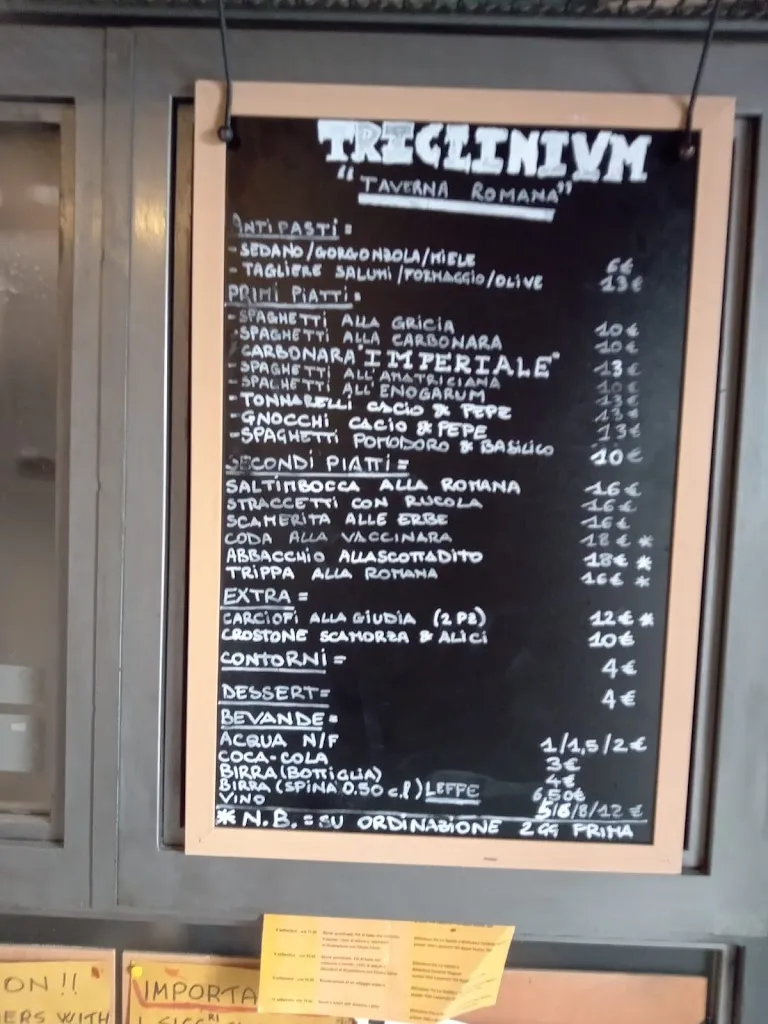 TRICLINIVM
"TAVERNA ROMANA"
ANTIPASTI=
-SEDANO/GORGONZOLA/MIELE 6€
-TAGLIERE SALUMI/FORMAGGIO/OLIVE 13€
PRIMI PIATTI=
-SPAGHETTI ALLA GRICIA 10€
-SPAGHETTI ALLA CARBONARA 10€
-CARBONARA "IMPERIALE" 13€
-SPAGHETTI ALL'AMATRICIANA 10€
-SPAGHETTI ALL'ENOGARUM 13€
-TONNARELLI CACIO & PEPE 13€
-GNOCCHI CACIO & PEPE 13€
-SPAGHETTI POMODORO & BASILICO 10€
SECONDI PIATTI=
SALTIMBOCCA ALLA ROMANA 16€
STRACCETTI CON RUCOLA 16€
SCAMERITA ALLE ERBE 16€
CODA ALLA VACCINARA 18€ *
ABBACCHIO ALLASCOTTADITO 18€ *
TRIPPA ALLA ROMANA 16€ *
EXTRA=
CARCIOFI ALLA GIUDIA (2 PZ) 12€ *
CROSTONE SCAMORZA & ALICI 10€
CONTORNI= 4€
DESSERT= 4€
BEVANDE=
ACQUA N/F 1/1,5/2€
COCA-COLA 3€
BIRRA (BOTTIGLIA) 4€
BIRRA (SPINA 0.50 cl) LEFFE 6,50€
VINO 5/6/8/12€
* N.B.=SU ORDINAZIONE 2GG PRIMA
ON!!
ERS WITH
IMPORTA